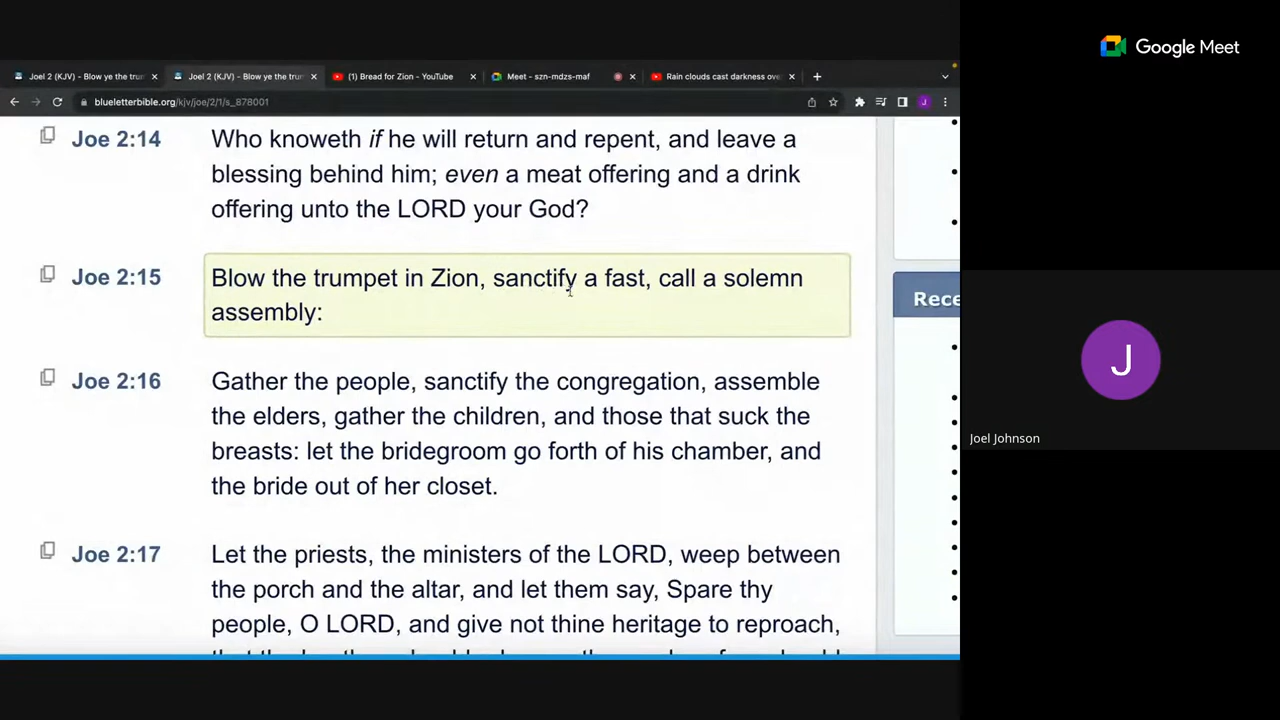 Google Meet
Joel 2 (KJV) - Blow ye the trum
Joel 2 (KJV) - Blow ye the trum
(1) Bread for Zion - YouTube
Meet - szn-mdzs-maf
Rain clouds cast darkness ove
blueletterbible.org/kjv/joe/2/1/s_878001
J
Joe 2:14
Who knoweth if he will return and repent, and leave a
blessing behind him; even a meat offering and a drink
offering unto the LORD your God?
Joe 2:15
Blow the trumpet in Zion, sanctify a fast, call a solemn
assembly:
Rece
Joe 2:16
Gather the people, sanctify the congregation, assemble
the elders, gather the children, and those that suck the
breasts: let the bridegroom go forth of his chamber, and
the bride out of her closet.
J
Joel Johnson
Joe 2:17
Let the priests, the ministers of the LORD, weep between
the porch and the altar, and let them say, Spare thy
people, O LORD, and give not thine heritage to reproach,